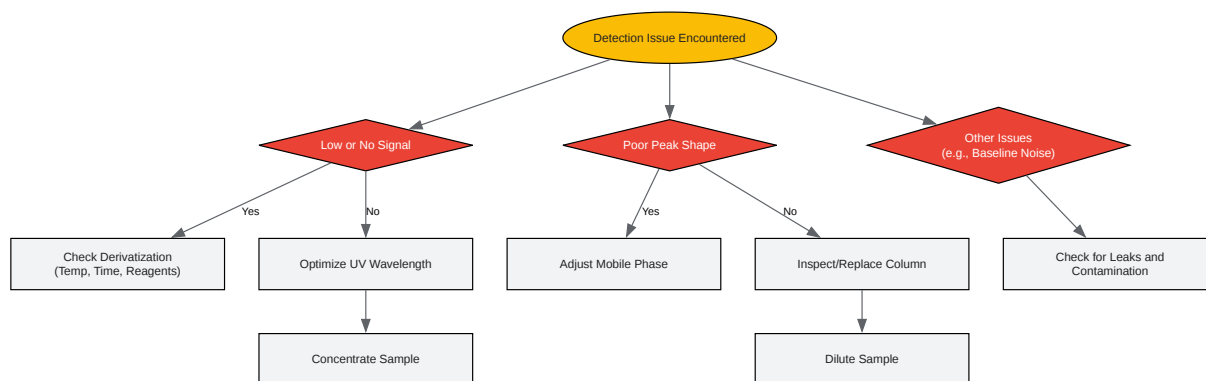 Detection Issue Encountered
Low or No Signal
Poor Peak Shape
Other Issues
(e.g., Baseline Noise)
Yes
No
Yes
No
Check Derivatization
(Temp, Time, Reagents)
Optimize UV Wavelength
Adjust Mobile Phase
Inspect/Replace Column
Check for Leaks and
Contamination
Concentrate Sample
Dilute Sample